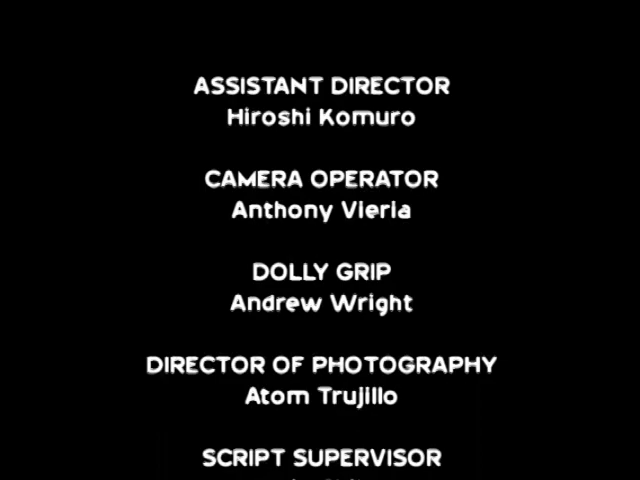 ASSISTANT DIRECTOR
Hiroshi Komuro
CAMERA OPERATOR
Anthony Vieria
DOLLY GRIP
Andrew Wright
DIRECTOR OF PHOTOGRAPHY
Atom Trujillo
SCRIPT SUPERVISOR